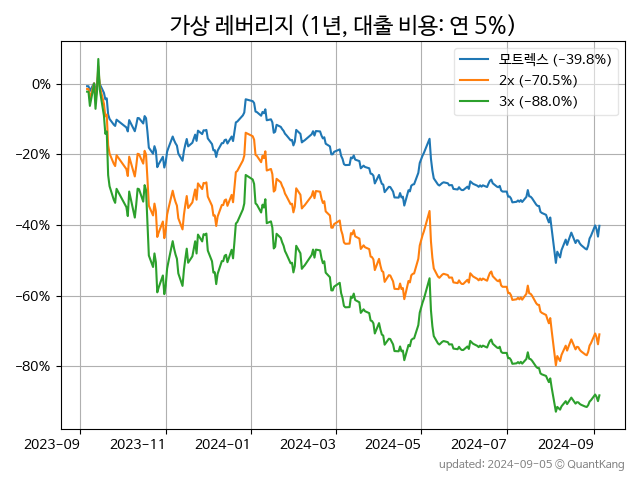 가상 레버리지 (1년, 대출 비용: 연 5%)
모트렉스 (−39.8%)
2x (−70.5%)
3x (−88.0%)
0%
−20%
−40%
−60%
−80%
2023-09 2023-11 2024-01 2024-03 2024-05 2024-07 2024-09
updated: 2024-09-05 © QuantKang